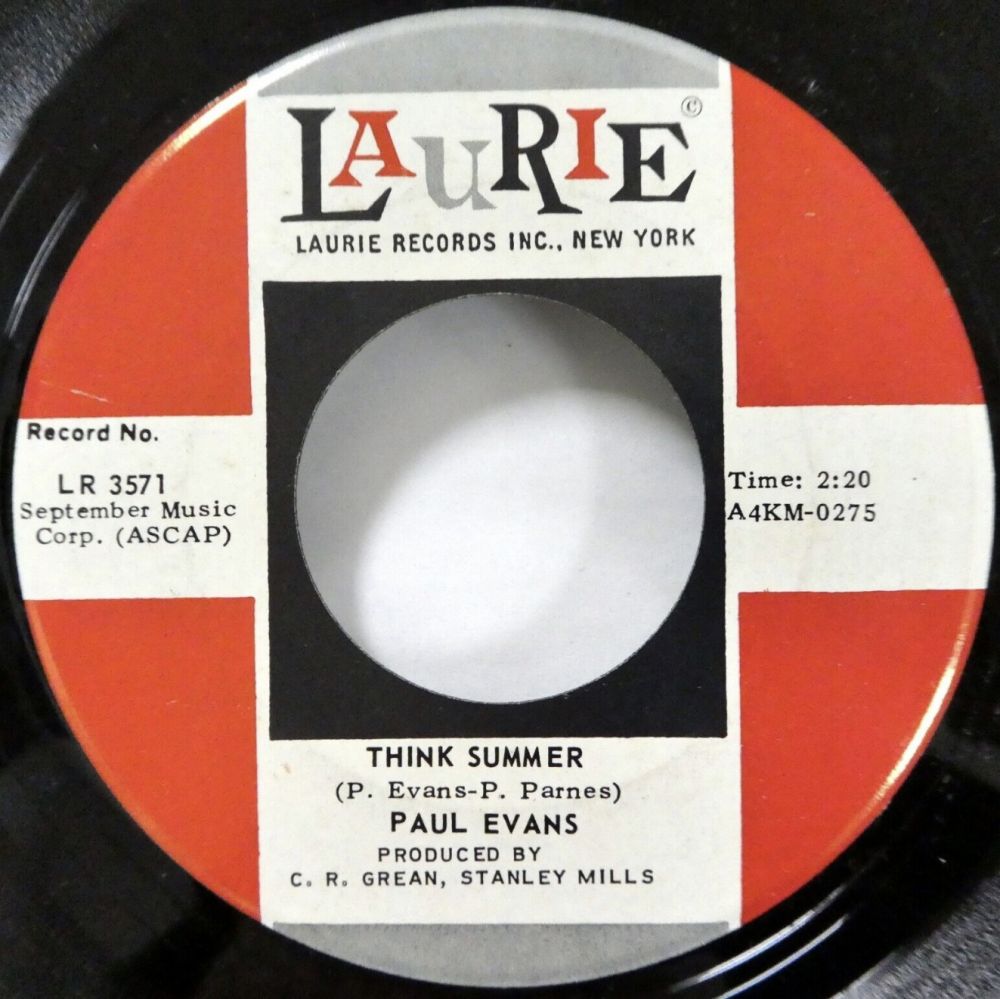 LAURIE ©
LAURIE RECORDS INC., NEW YORK
Record No.
LR 3571
September Music
Corp. (ASCAP)
Time: 2:20
A4KM-0275
THINK SUMMER
(P. Evans-P. Parnes)
PAUL EVANS
PRODUCED BY
C. R. GREAN, STANLEY MILLS